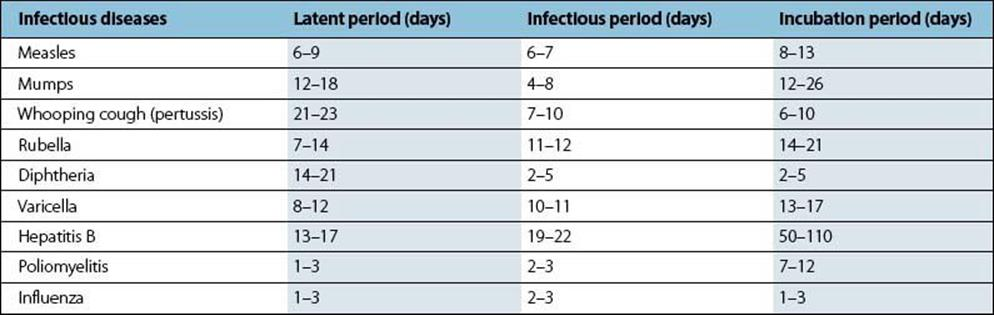 Infectious diseases Latent period (days) Infectious period (days) Incubation period (days)
Measles 6–9 6–7 8–13
Mumps 12–18 4–8 12–26
Whooping cough (pertussis) 21–23 7–10 6–10
Rubella 7–14 11–12 14–21
Diphtheria 14–21 2–5 2–5
Varicella 8–12 10–11 13–17
Hepatitis B 13–17 19–22 50–110
Poliomyelitis 1–3 2–3 7–12
Influenza 1–3 2–3 1–3